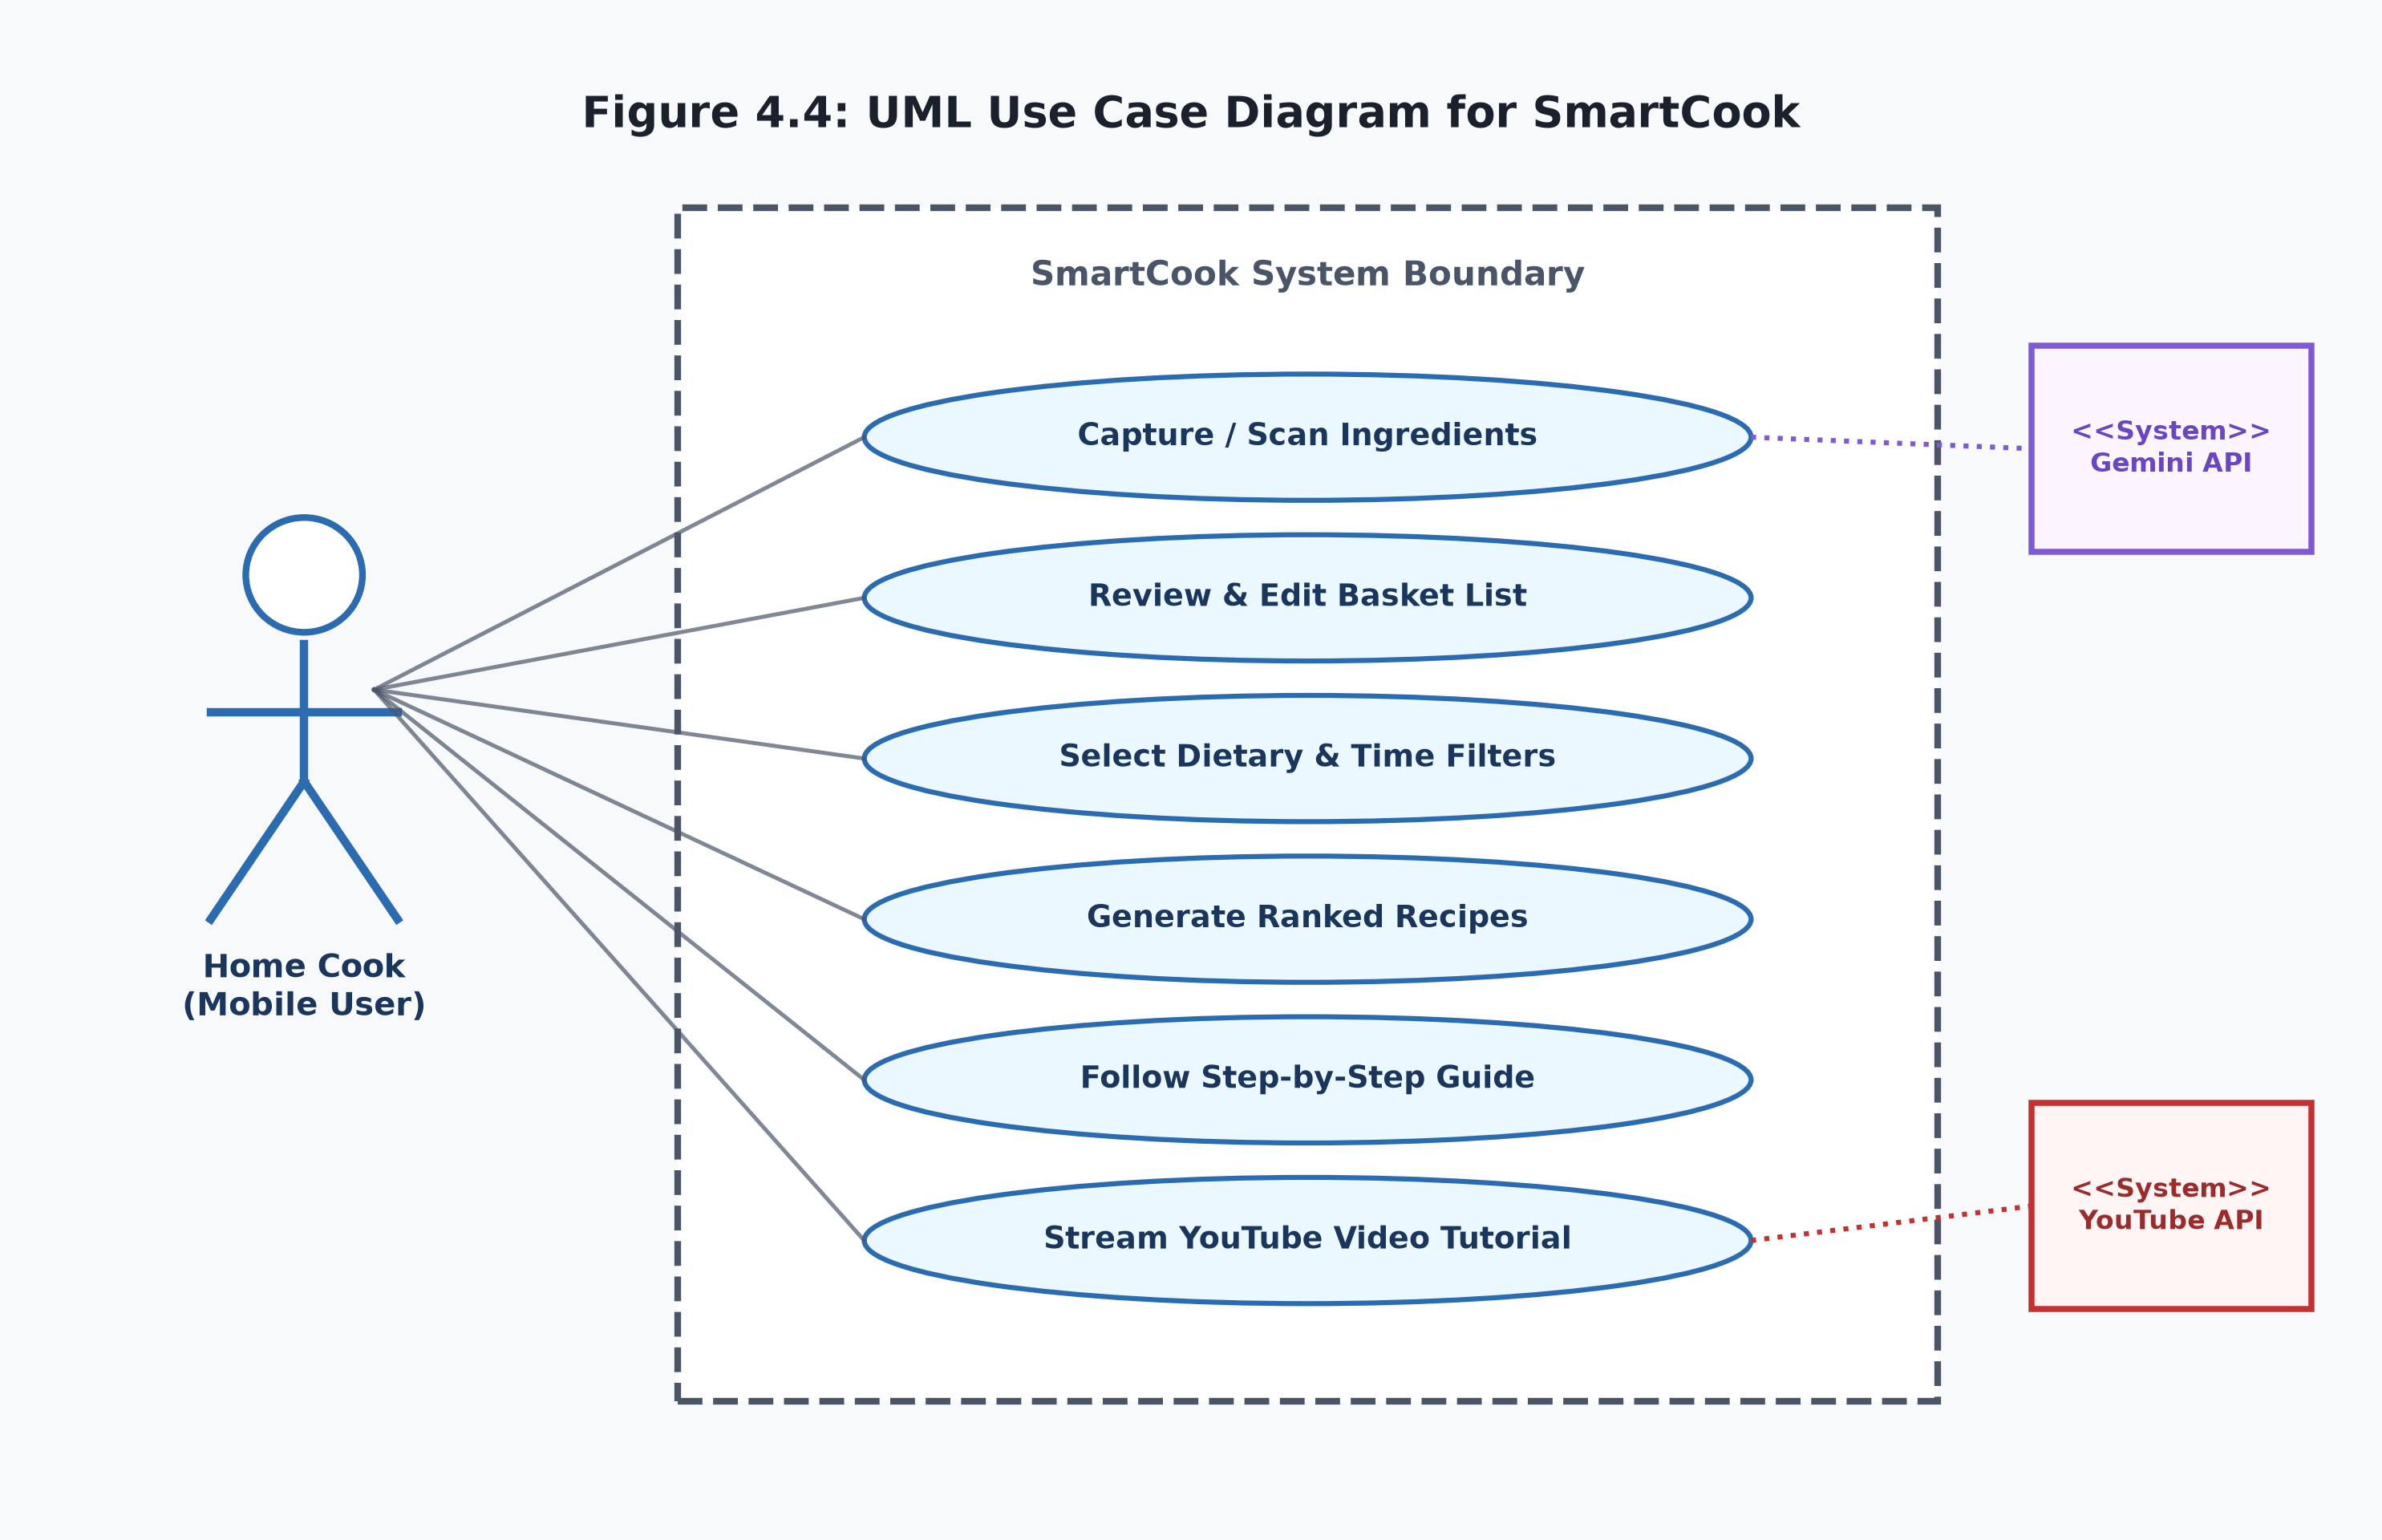 Figure 4.4: UML Use Case Diagram for SmartCook
SmartCook System Boundary
Capture / Scan Ingredients
<<System>>
Gemini API
Review & Edit Basket List
Select Dietary & Time Filters
Generate Ranked Recipes
Home Cook
(Mobile User)
Follow Step-by-Step Guide
Stream YouTube Video Tutorial
<<System>>
YouTube API